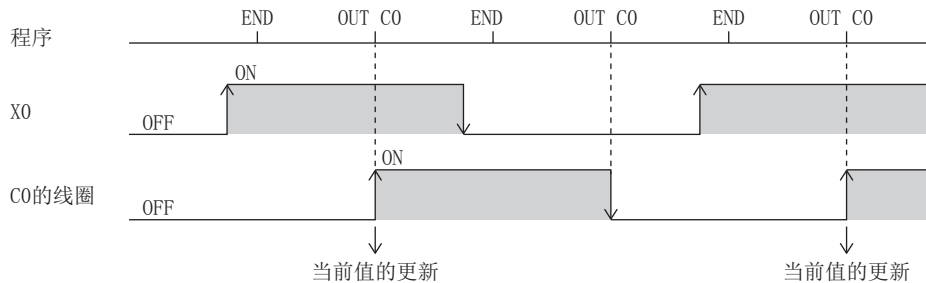 END OUT C0 END OUT C0 END OUT C0
程序
ON
X0
OFF
ON
C0的线圈
OFF
当前值的更新 当前值的更新